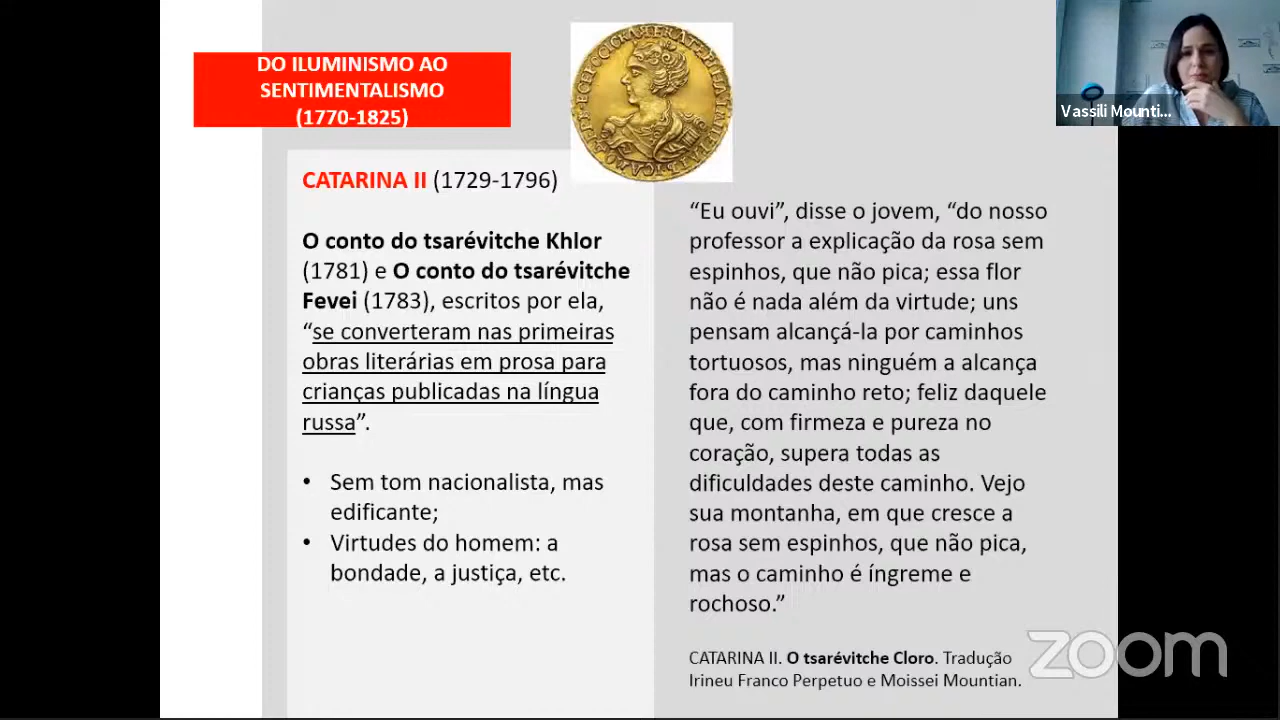 DO ILUMINISMO AO
SENTIMENTALISMO
(1770-1825)
CATARINA II (1729-1796)
O conto do tsarévitche Khlor
(1781) e O conto do tsarévitche
Fevei (1783), escritos por ela,
“se converteram nas primeiras
obras literárias em prosa para
crianças publicadas na língua
russa”.
• Sem tom nacionalista, mas
edificante;
• Virtudes do homem: a
bondade, a justiça, etc.
“Eu ouvi”, disse o jovem, “do nosso
professor a explicação da rosa sem
espinhos, que não pica; essa flor
não é nada além da virtude; uns
pensam alcançá-la por caminhos
tortuosos, mas ninguém a alcança
fora do caminho reto; feliz daquele
que, com firmeza e pureza no
coração, supera todas as
dificuldades deste caminho. Vejo
sua montanha, em que cresce a
rosa sem espinhos, que não pica,
mas o caminho é íngreme e
rochoso.”
CATARINA II. O tsarévitche Cloro. Tradução
Irineu Franco Perpetuo e Moissei Mountian.
Vassili Mounti...
zoom